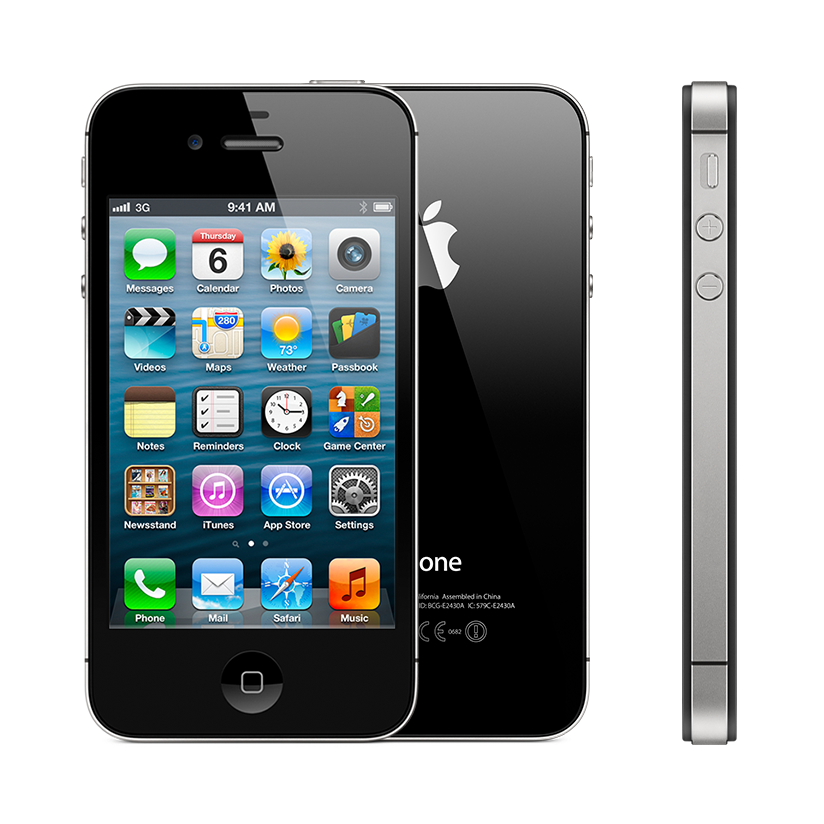 3G 9:41 AM
Thursday
6
280
73°
Messages Calendar Photos Camera
Videos Maps Weather Passbook
Notes Reminders Clock Game Center
Newsstand iTunes App Store Settings
Phone Mail Safari Music
one
lifornia Assembled in China
ID: BCG-E2430A IC: 579C-E2430A
CE 0682